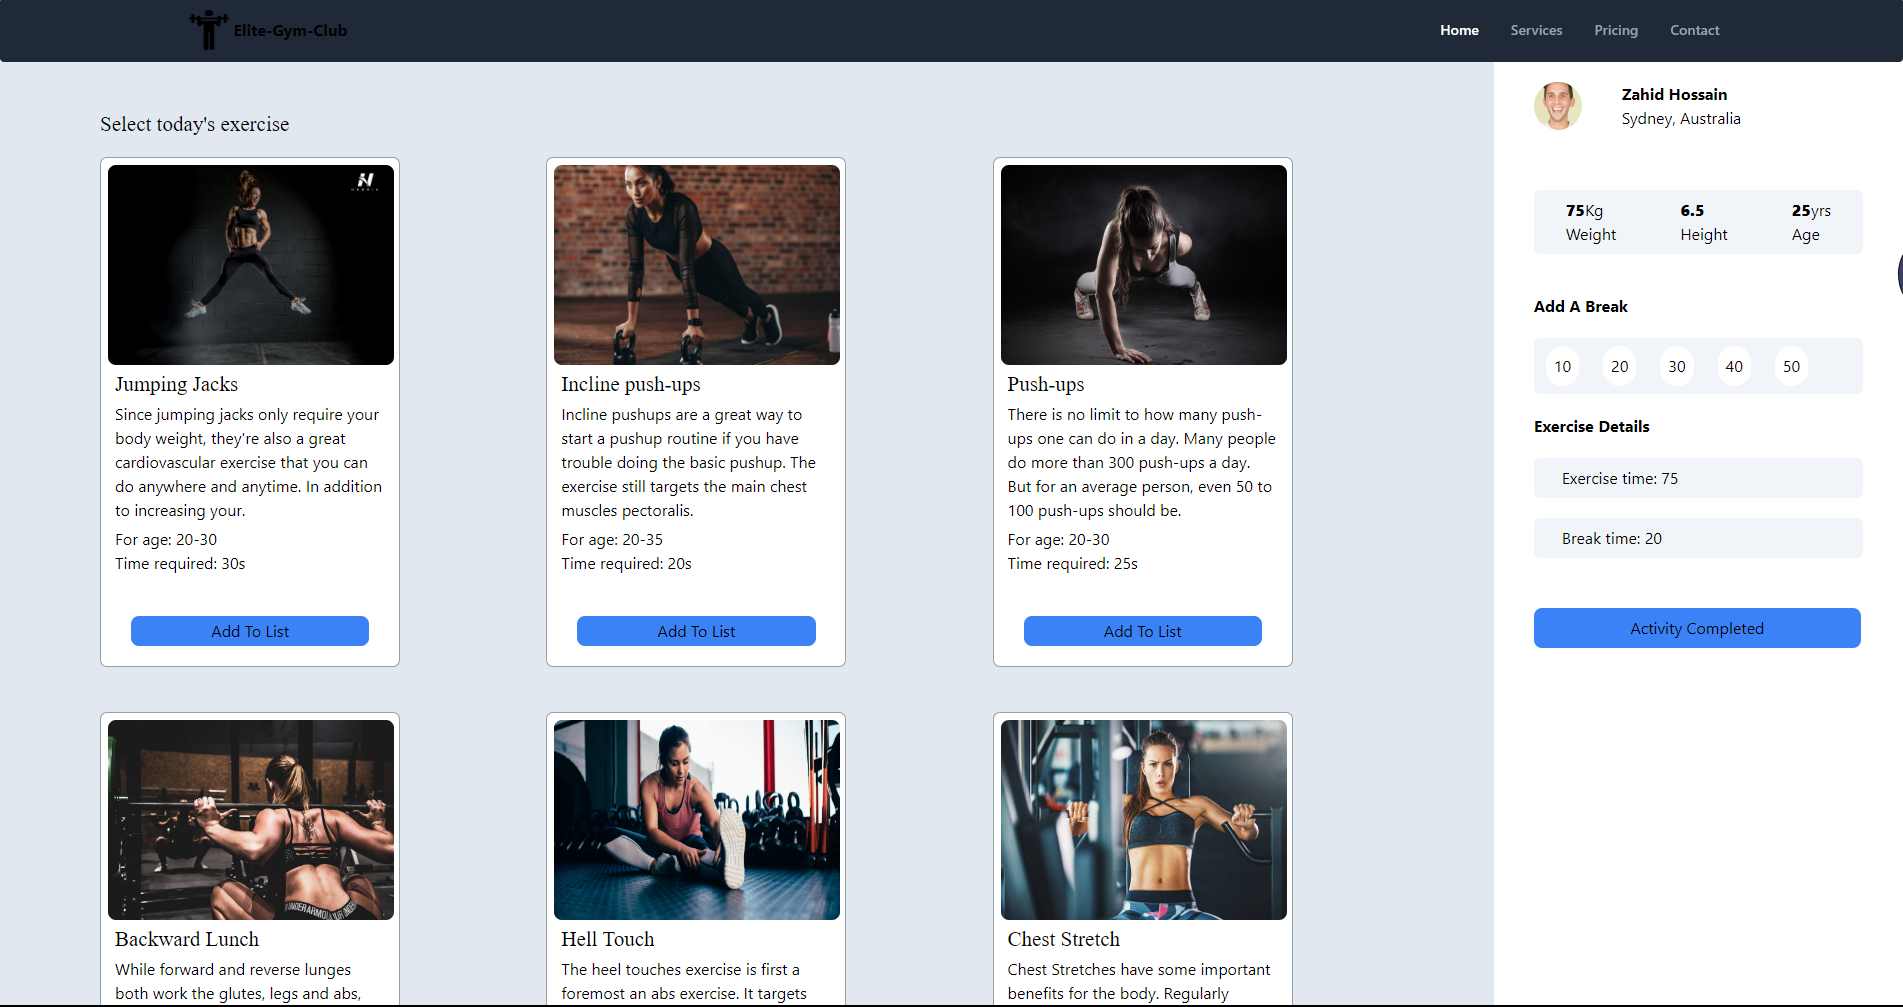 Elite-Gym-Club
Home Services Pricing Contact
Select today's exercise
Jumping Jacks
Since jumping jacks only require your
body weight, they're also a great
cardiovascular exercise that you can
do anywhere and anytime. In addition
to increasing your.
For age: 20-30
Time required: 30s
Add To List
Incline push-ups
Incline pushups are a great way to
start a pushup routine if you have
trouble doing the basic pushup. The
exercise still targets the main chest
muscles pectoralis.
For age: 20-35
Time required: 20s
Add To List
Push-ups
There is no limit to how many push-
ups one can do in a day. Many people
do more than 300 push-ups a day.
But for an average person, even 50 to
100 push-ups should be.
For age: 20-30
Time required: 25s
Add To List
Backward Lunch
While forward and reverse lunges
both work the glutes, legs and abs,
Hell Touch
The heel touches exercise is first a
foremost an abs exercise. It targets
Chest Stretch
Chest Stretches have some important
benefits for the body. Regularly
Zahid Hossain
Sydney, Australia
75Kg 6.5 25yrs
Weight Height Age
Add A Break
10 20 30 40 50
Exercise Details
Exercise time: 75
Break time: 20
Activity Completed